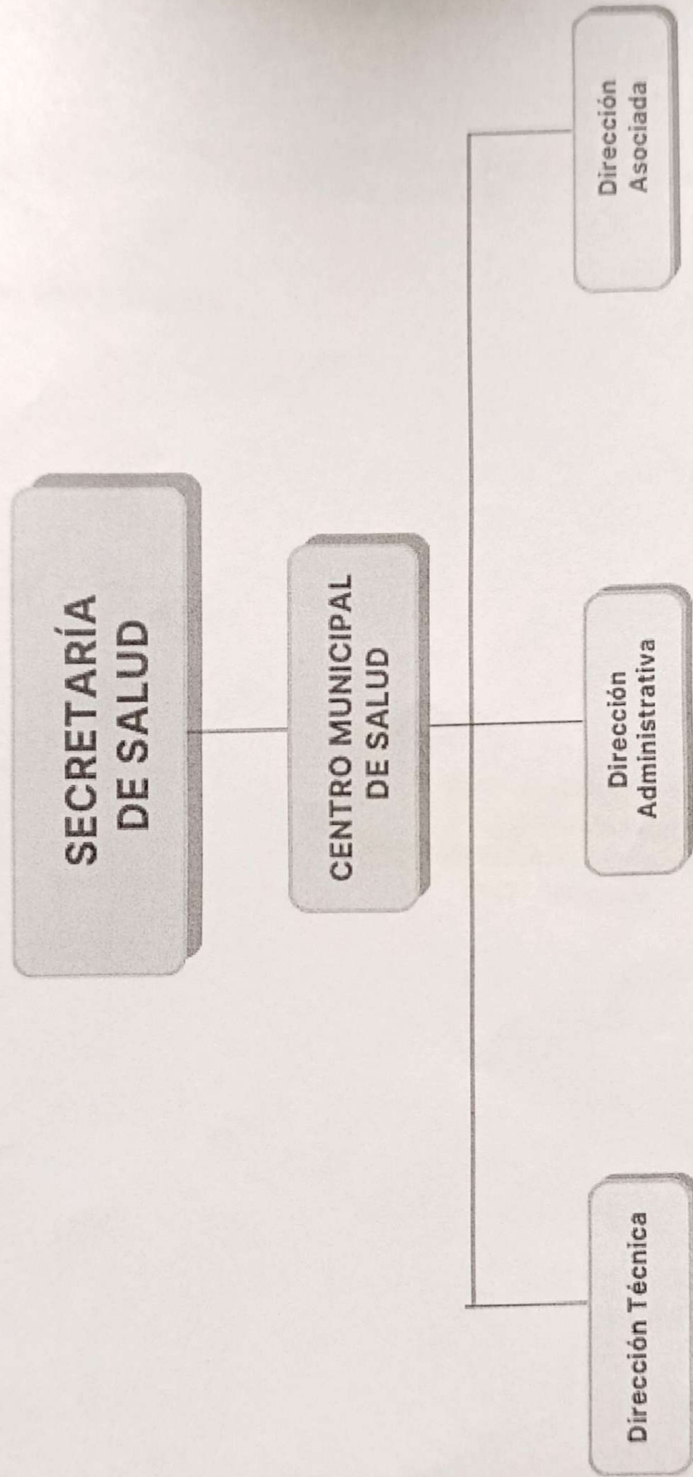 SECRETARÍA
DE SALUD
CENTRO MUNICIPAL
DE SALUD
Dirección Técnica
Dirección
Administrativa
Dirección
Asociada